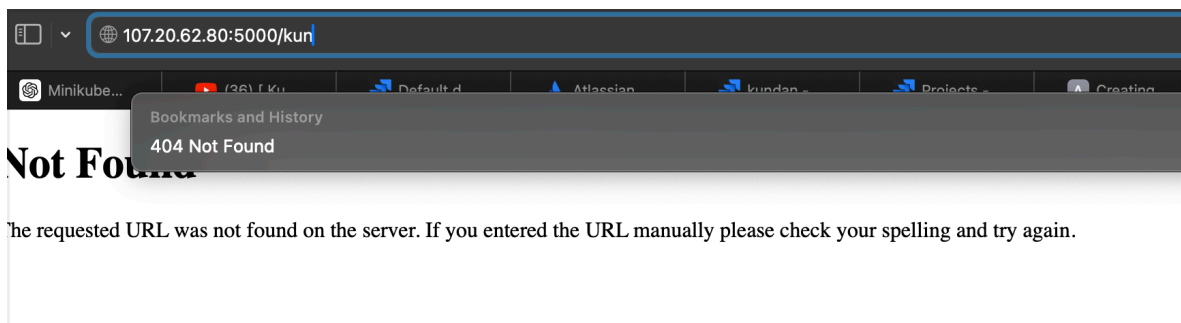 107.20.62.80:5000/kun
Minikube... (36) [ Ku Default d Atlassian kundan - Projects - A Creating
Bookmarks and History
404 Not Found
Not Fou
The requested URL was not found on the server. If you entered the URL manually please check your spelling and try again.